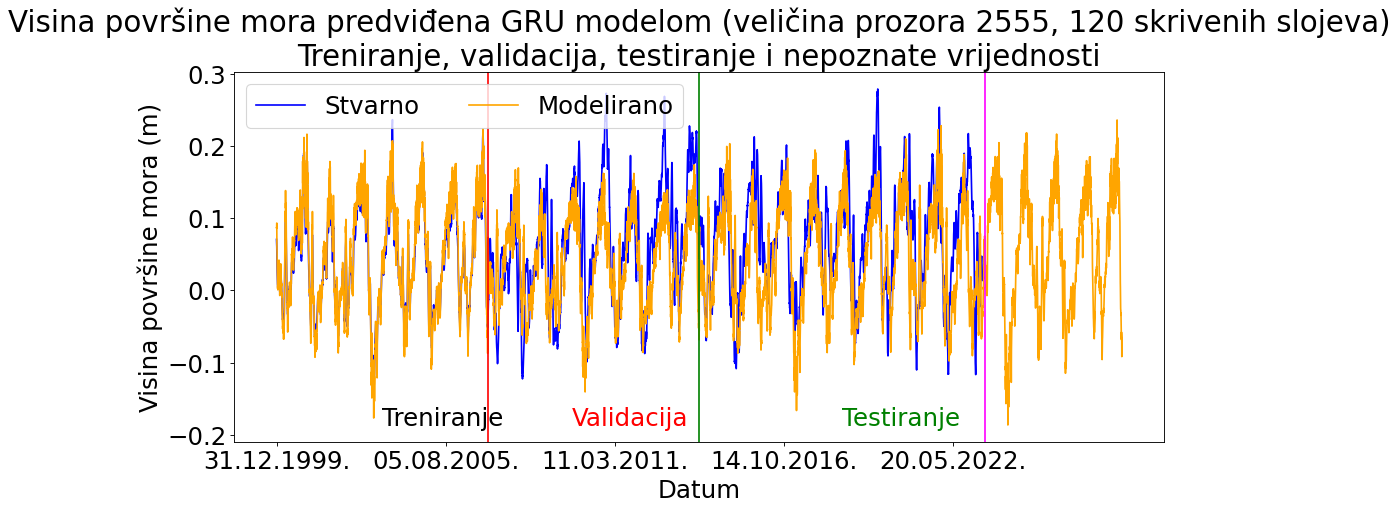 Visina površine mora predviđena GRU modelom (veličina prozora 2555, 120 skrivenih slojeva)
Treniranje, validacija, testiranje i nepoznate vrijednosti
Stvarno
Modelirano
Visina površine mora (m)
0.3
0.2
0.1
0.0
−0.1
−0.2
Treniranje
Validacija
Testiranje
31.12.1999.
05.08.2005.
11.03.2011.
14.10.2016.
20.05.2022.
Datum